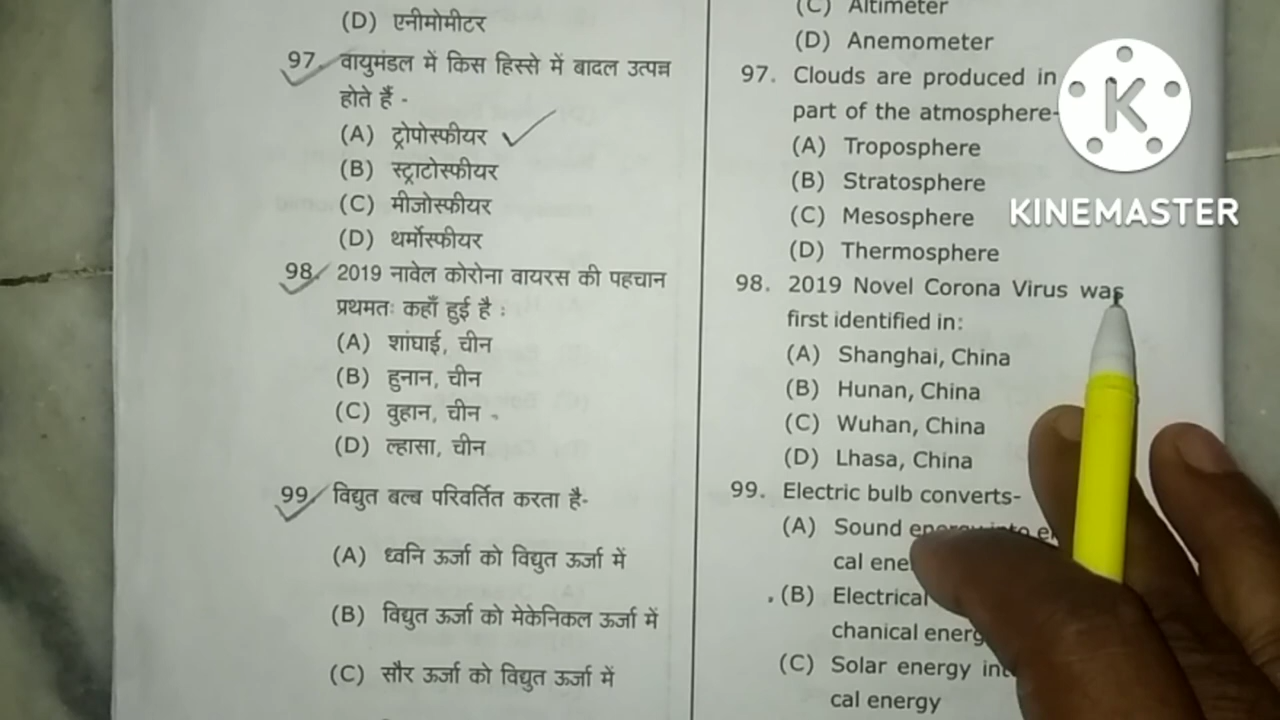 (D) एनीमोमीटर
97. वायुमंडल में किस हिस्से में बादल उत्पन्न
होते हैं -
(A) ट्रोपोस्फीयर
(B) स्ट्राटोस्फीयर
(C) मीजोस्फीयर
(D) थर्मोस्फीयर
98. 2019 नावेल कोरोना वायरस की पहचान
प्रथमतः कहाँ हुई है :
(A) शांघाई, चीन
(B) हुनान, चीन
(C) वुहान, चीन
(D) ल्हासा, चीन
99. विद्युत बल्ब परिवर्तित करता है-
(A) ध्वनि ऊर्जा को विद्युत ऊर्जा में
(B) विद्युत ऊर्जा को मेकेनिकल ऊर्जा में
(C) सौर ऊर्जा को विद्युत ऊर्जा में
(C) Altimeter
(D) Anemometer
97. Clouds are produced in
part of the atmosphere-
(A) Troposphere
(B) Stratosphere
(C) Mesosphere
(D) Thermosphere
98. 2019 Novel Corona Virus was
first identified in:
(A) Shanghai, China
(B) Hunan, China
(C) Wuhan, China
(D) Lhasa, China
99. Electric bulb converts-
(A) Sound energy into
cal
(B) Electrical
chanical
(C) Solar energy
cal energy
K
KINEMASTER